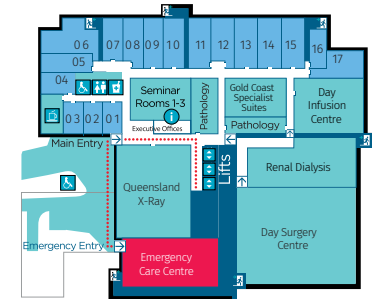 06
07
08
09
10
11
12
13
14
15
16
17
05
04
03
02
01
Seminar
Rooms 1-3
i
Executive Offices
Pathology
Gold Coast
Specialist
Suites
Pathology
Day
Infusion
Centre
Main Entry
Lifts
Queensland
X-Ray
Renal Dialysis
Day Surgery
Centre
Emergency Entry
Emergency
Care Centre